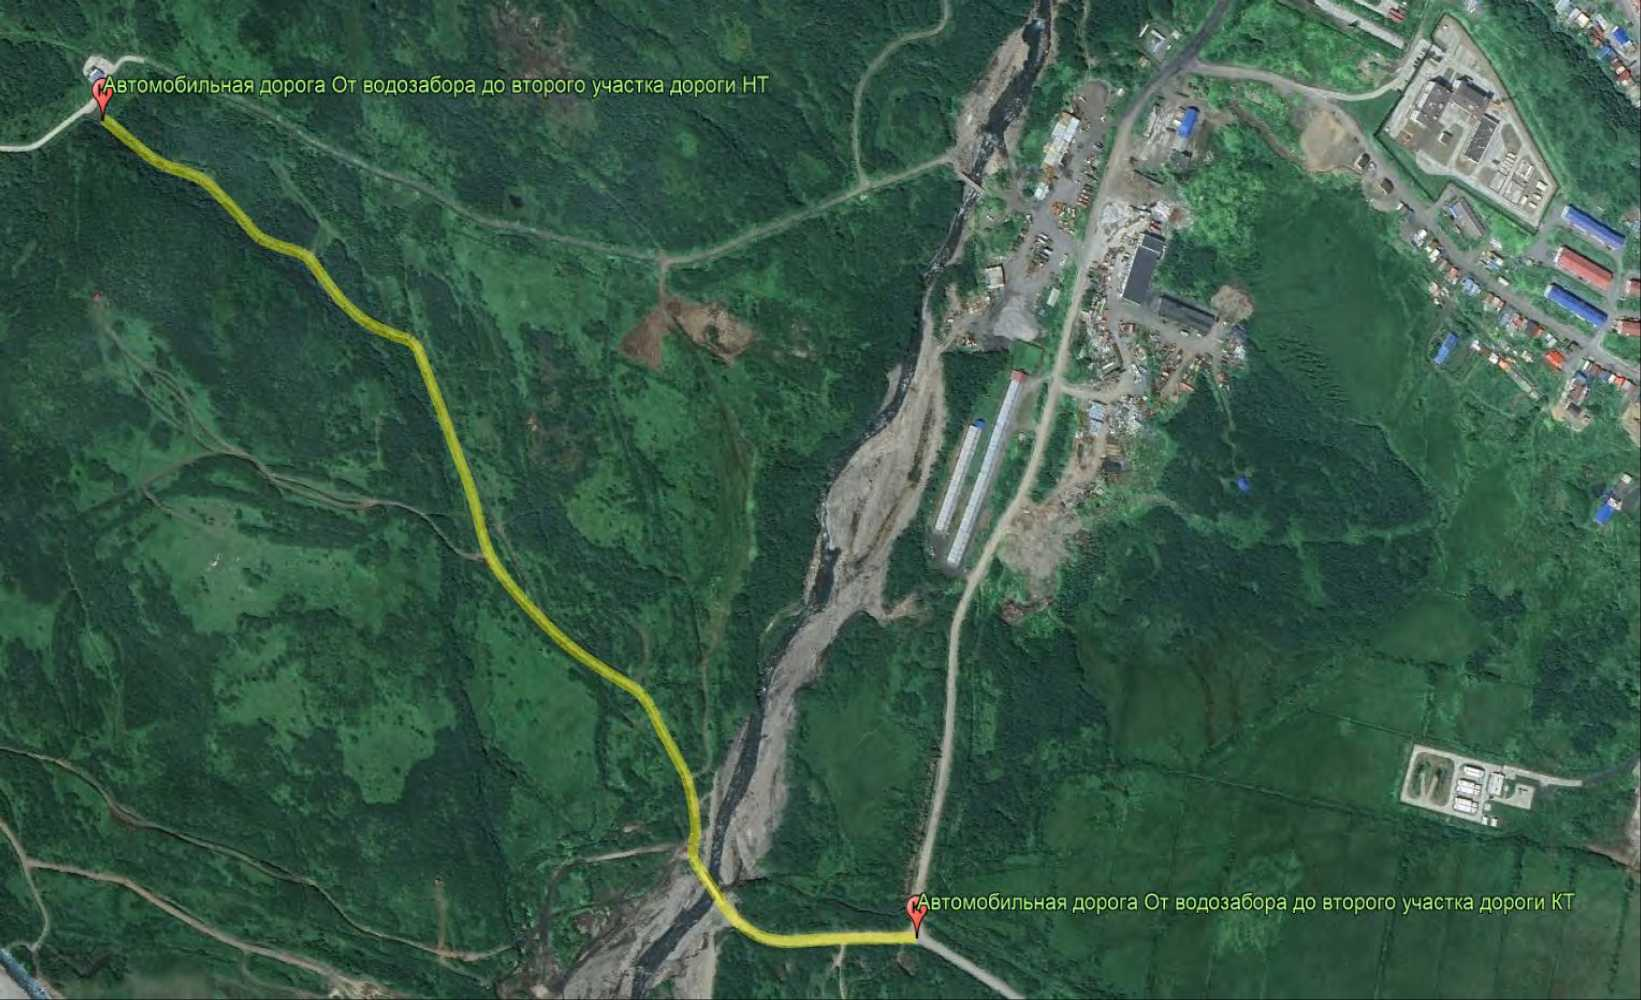 Автомобильная дорога От водозабора до второго участка дороги НТ
Автомобильная дорога От водозабора до второго участка дороги КТ